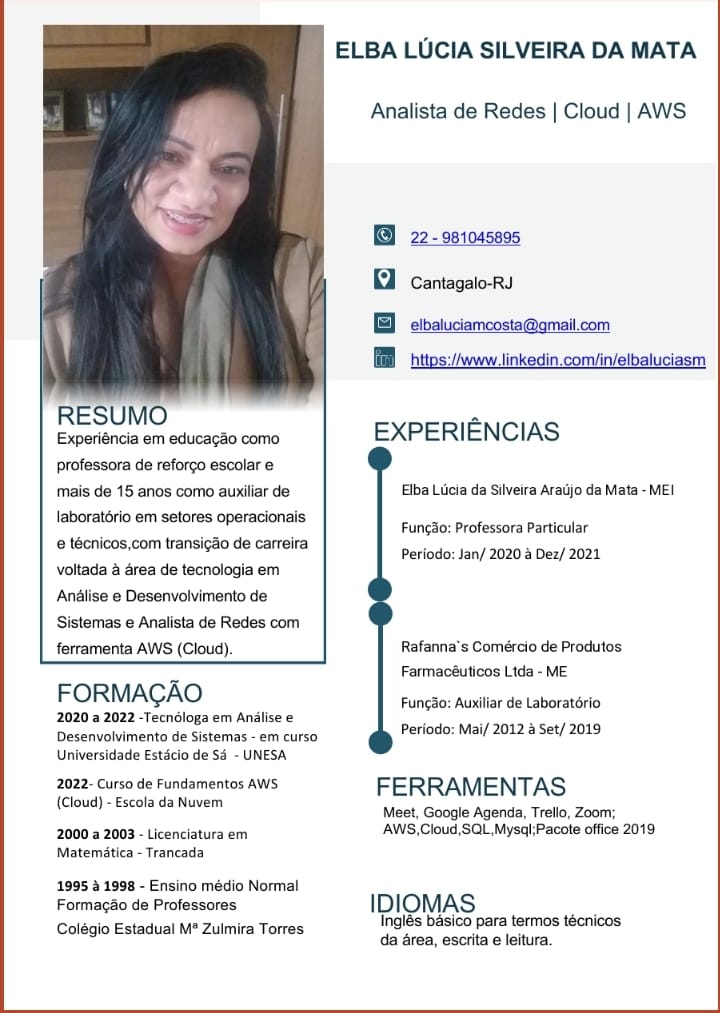 ELBA LÚCIA SILVEIRA DA MATA
Analista de Redes | Cloud | AWS
22 - 981045895
Cantagalo-RJ
elbaluciamcosta@gmail.com
https://www.linkedin.com/in/elbaluciasm
RESUMO
Experiência em educação como
professora de reforço escolar e
mais de 15 anos como auxiliar de
laboratório em setores operacionais
e técnicos,com transição de carreira
voltada à área de tecnologia em
Análise e Desenvolvimento de
Sistemas e Analista de Redes com
ferramenta AWS (Cloud).
FORMAÇÃO
2020 a 2022 -Tecnóloga em Análise e
Desenvolvimento de Sistemas - em curso
Universidade Estácio de Sá - UNESA
2022- Curso de Fundamentos AWS
(Cloud) - Escola da Nuvem
2000 a 2003 - Licenciatura em
Matemática - Trancada
1995 à 1998 - Ensino médio Normal
Formação de Professores
Colégio Estadual Mª Zulmira Torres
EXPERIÊNCIAS
Elba Lúcia da Silveira Araújo da Mata - MEI
Função: Professora Particular
Período: Jan/ 2020 à Dez/ 2021
Rafanna`s Comércio de Produtos
Farmacêuticos Ltda - ME
Função: Auxiliar de Laboratório
Período: Mai/ 2012 à Set/ 2019
FERRAMENTAS
Meet, Google Agenda, Trello, Zoom;
AWS,Cloud,SQL,Mysql;Pacote office 2019
IDIOMAS
Inglês básico para termos técnicos
da área, escrita e leitura.